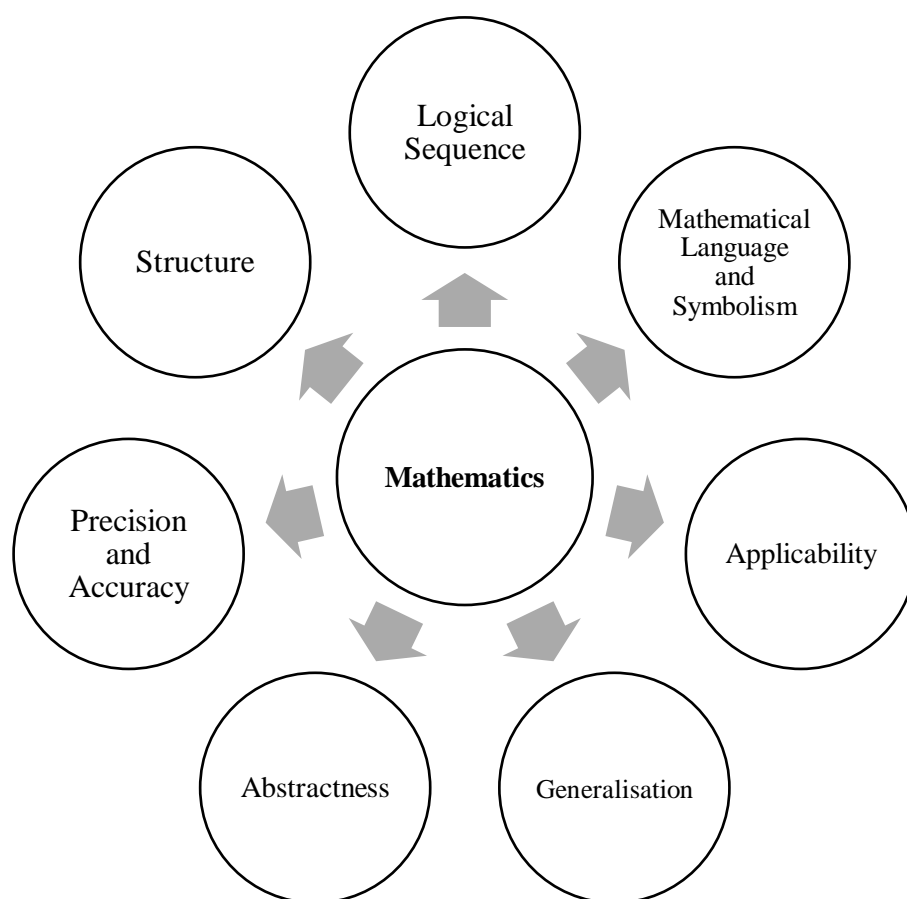 Logical
Sequence
Mathematical
Language
and
Symbolism
Applicability
Generalisation
Abstractness
Precision
and
Accuracy
Structure
Mathematics